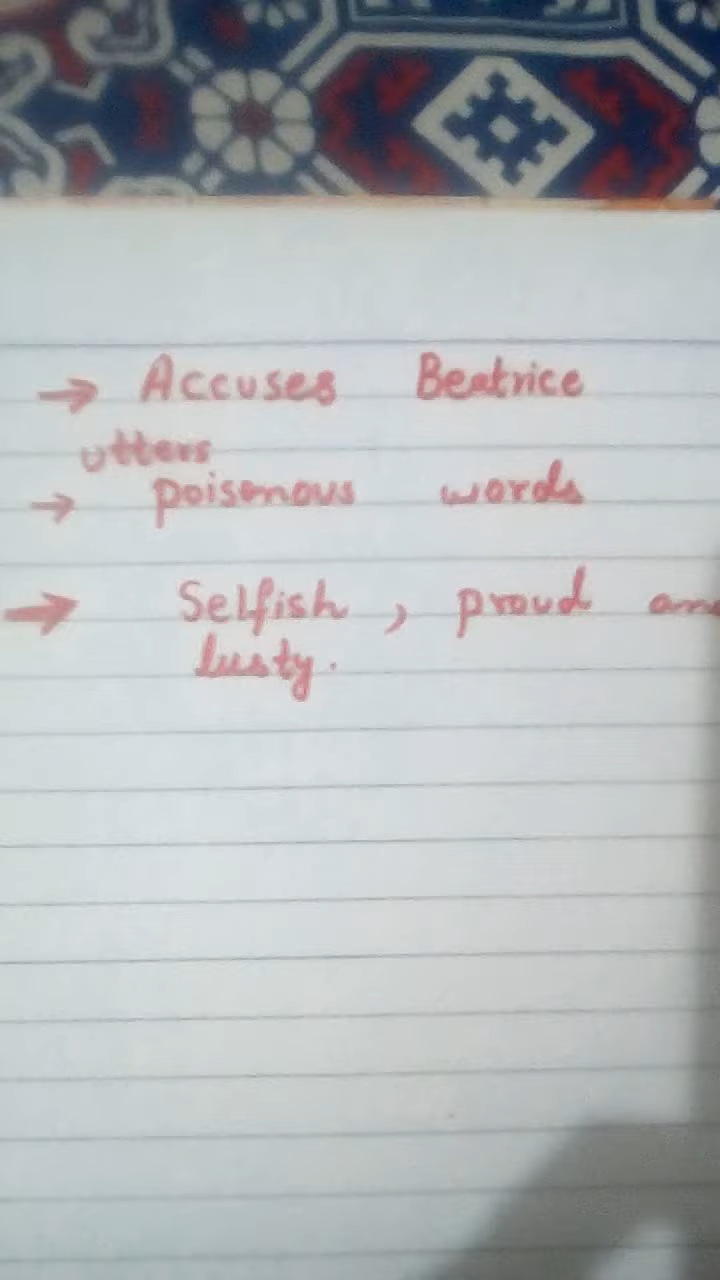 → Accuses Beatrice
utters
→ poisonous words
→ Selfish, proud
lusty.